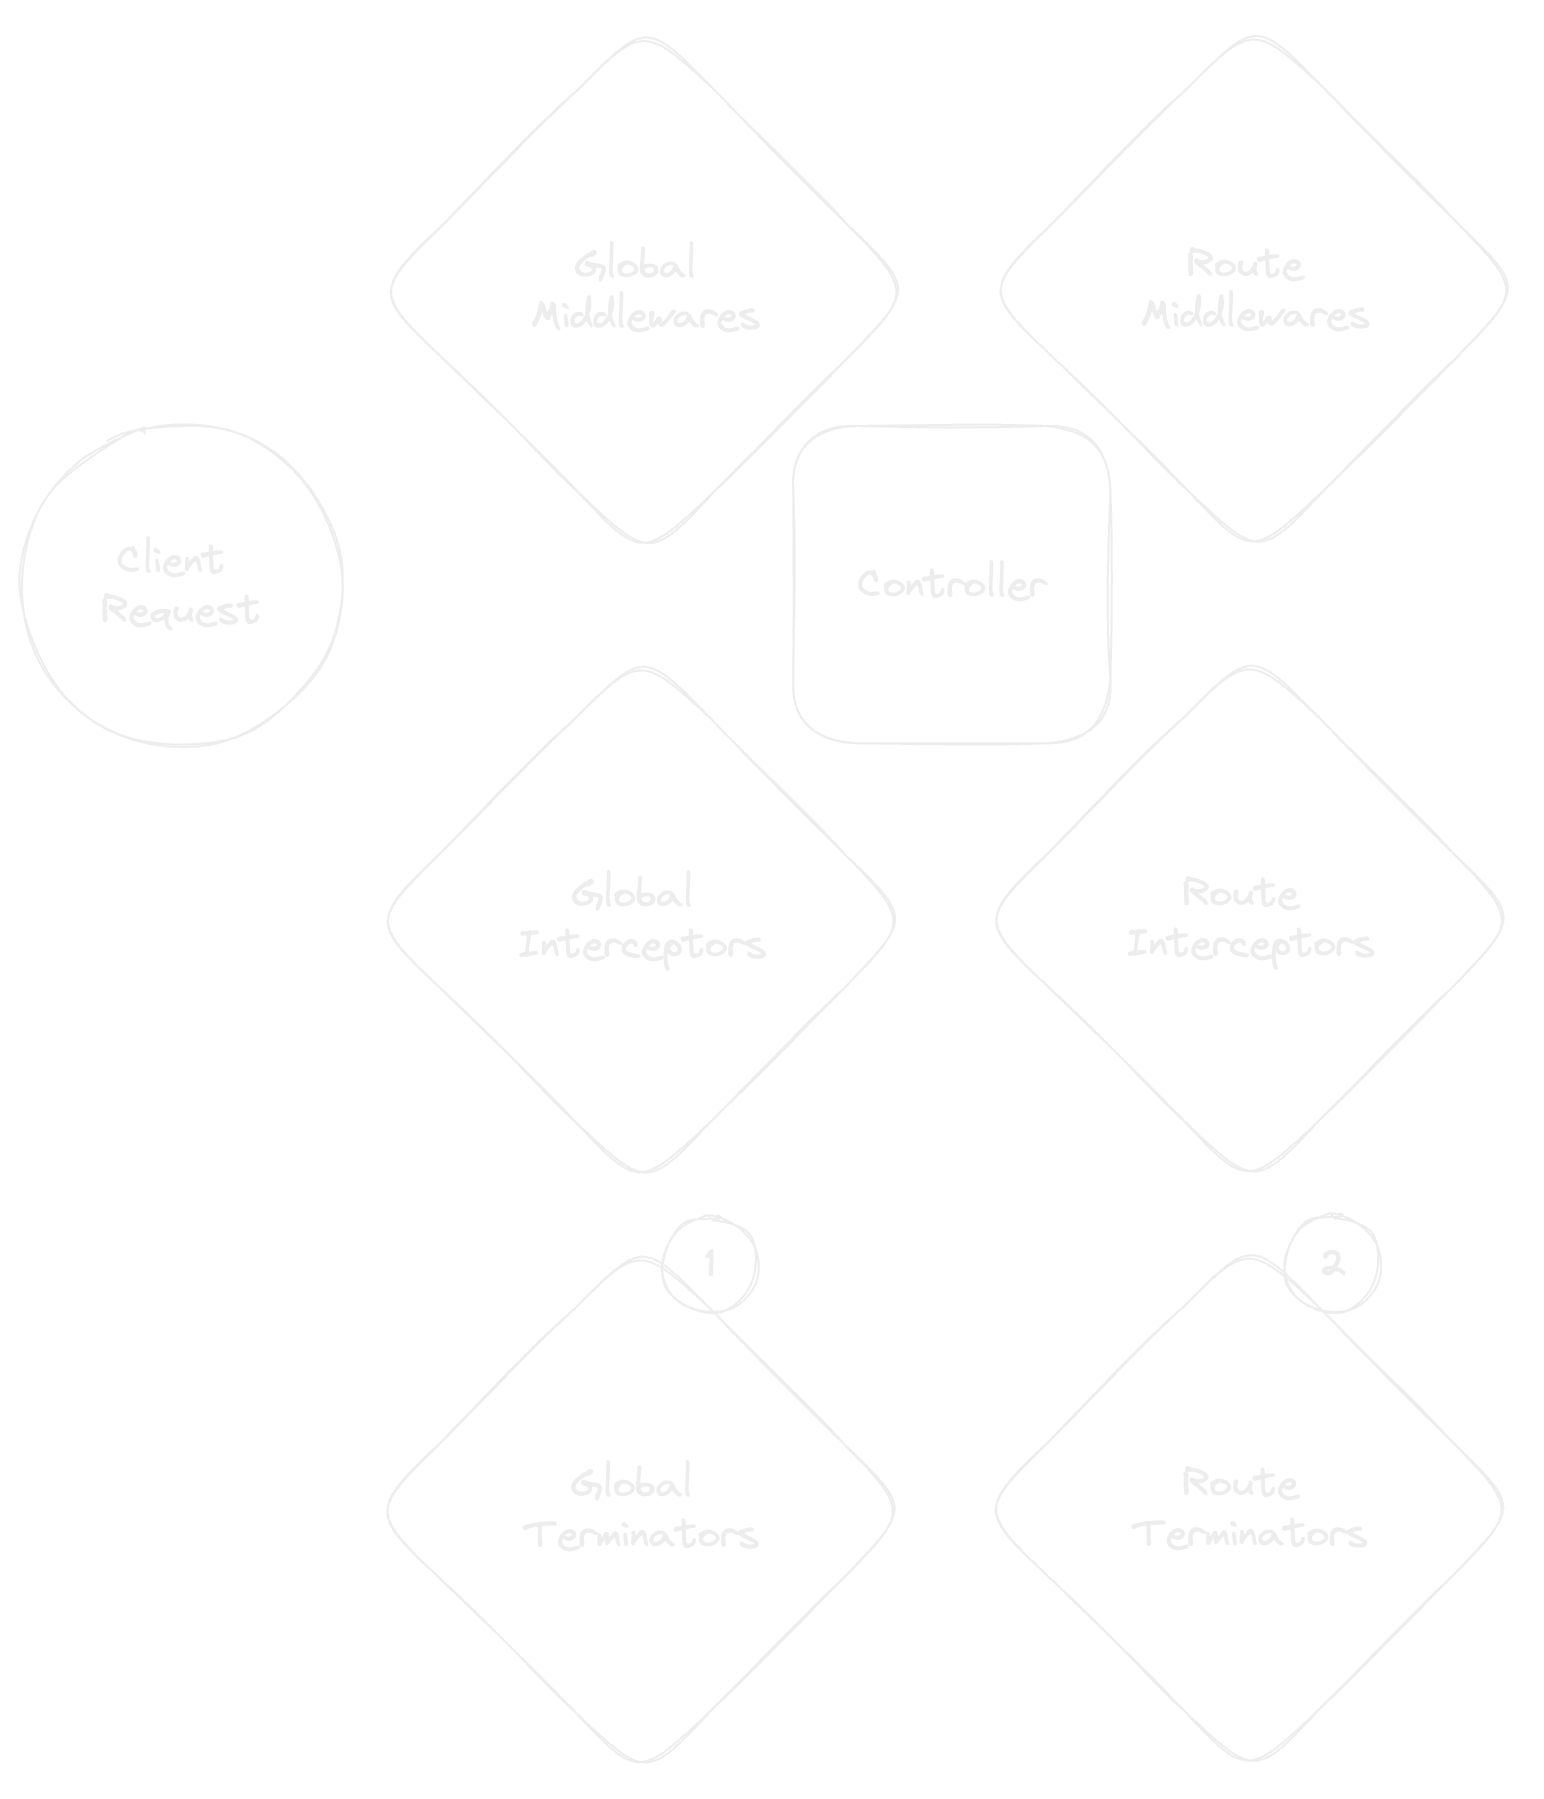 Global
Middlewares
Route
Middlewares
Client
Request
Controller
Global
Interceptors
Route
Interceptors
1
2
Global
Terminators
Route
Terminators